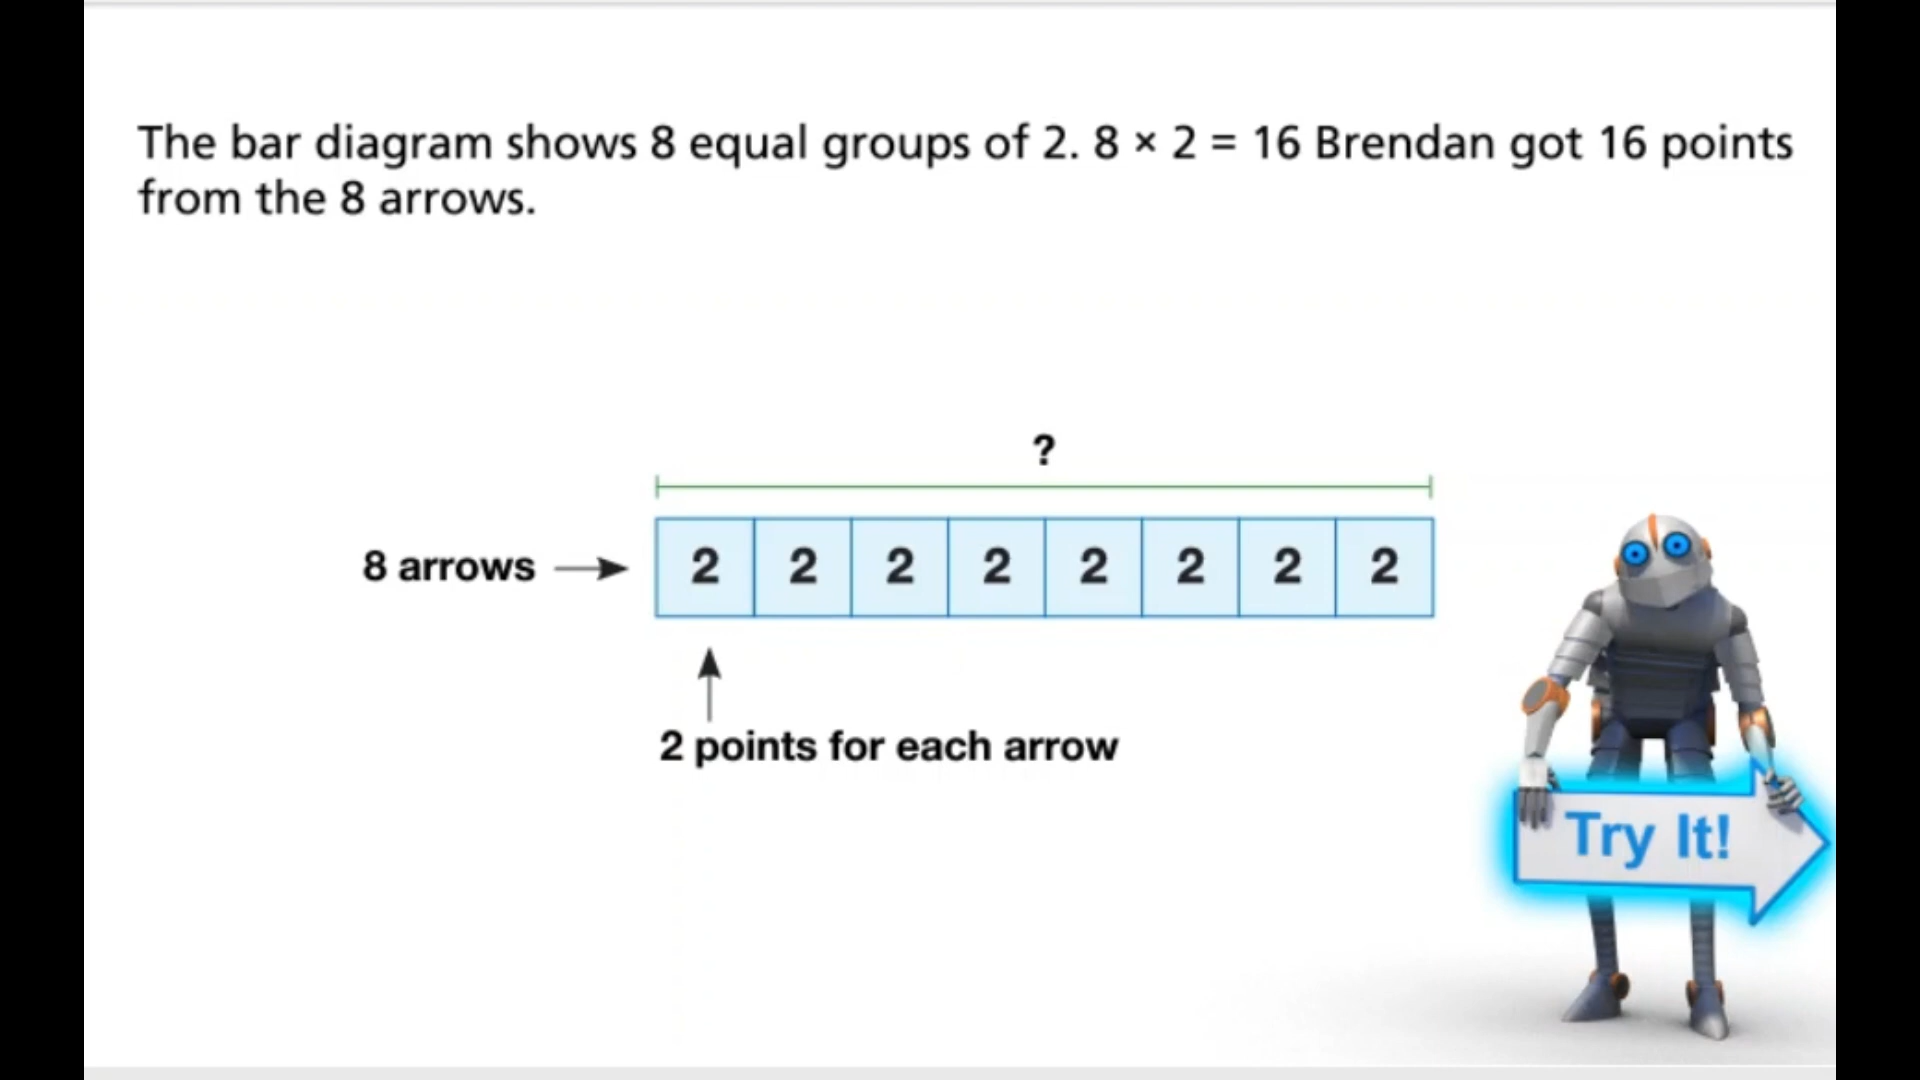 The bar diagram shows 8 equal groups of 2. 8 × 2 = 16 Brendan got 16 points
from the 8 arrows.
?
8 arrows → 2 2 2 2 2 2 2 2
2 points for each arrow
Try It!